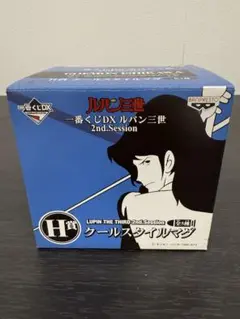 一番くじDX
ルパン三世
一番くじDX ルパン三世
2nd.Session
BANPRESTO
H賞
LUPIN THE THIRD 2nd.Session
クールスタイルマグ